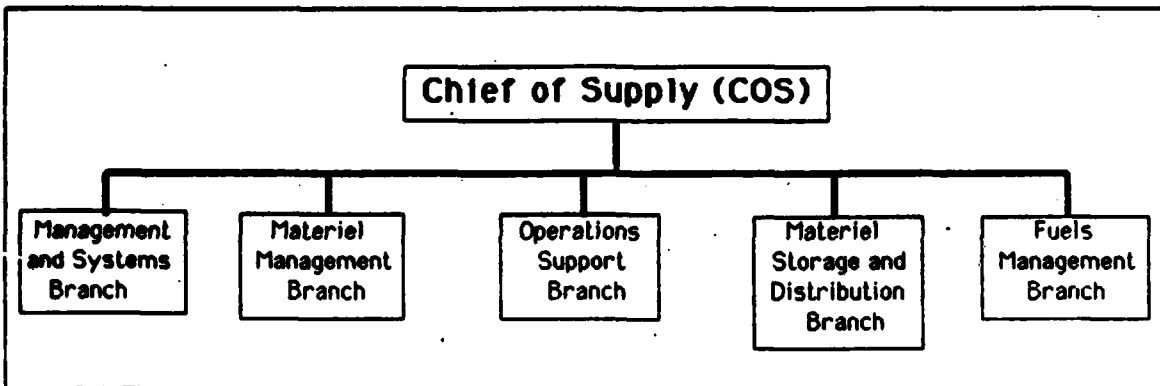 Chief of Supply (COS)
Management
and Systems
Branch
Materiel
Management
Branch
Operations
Support
Branch
Materiel
Storage and
Distribution
Branch
Fuels
Management
Branch